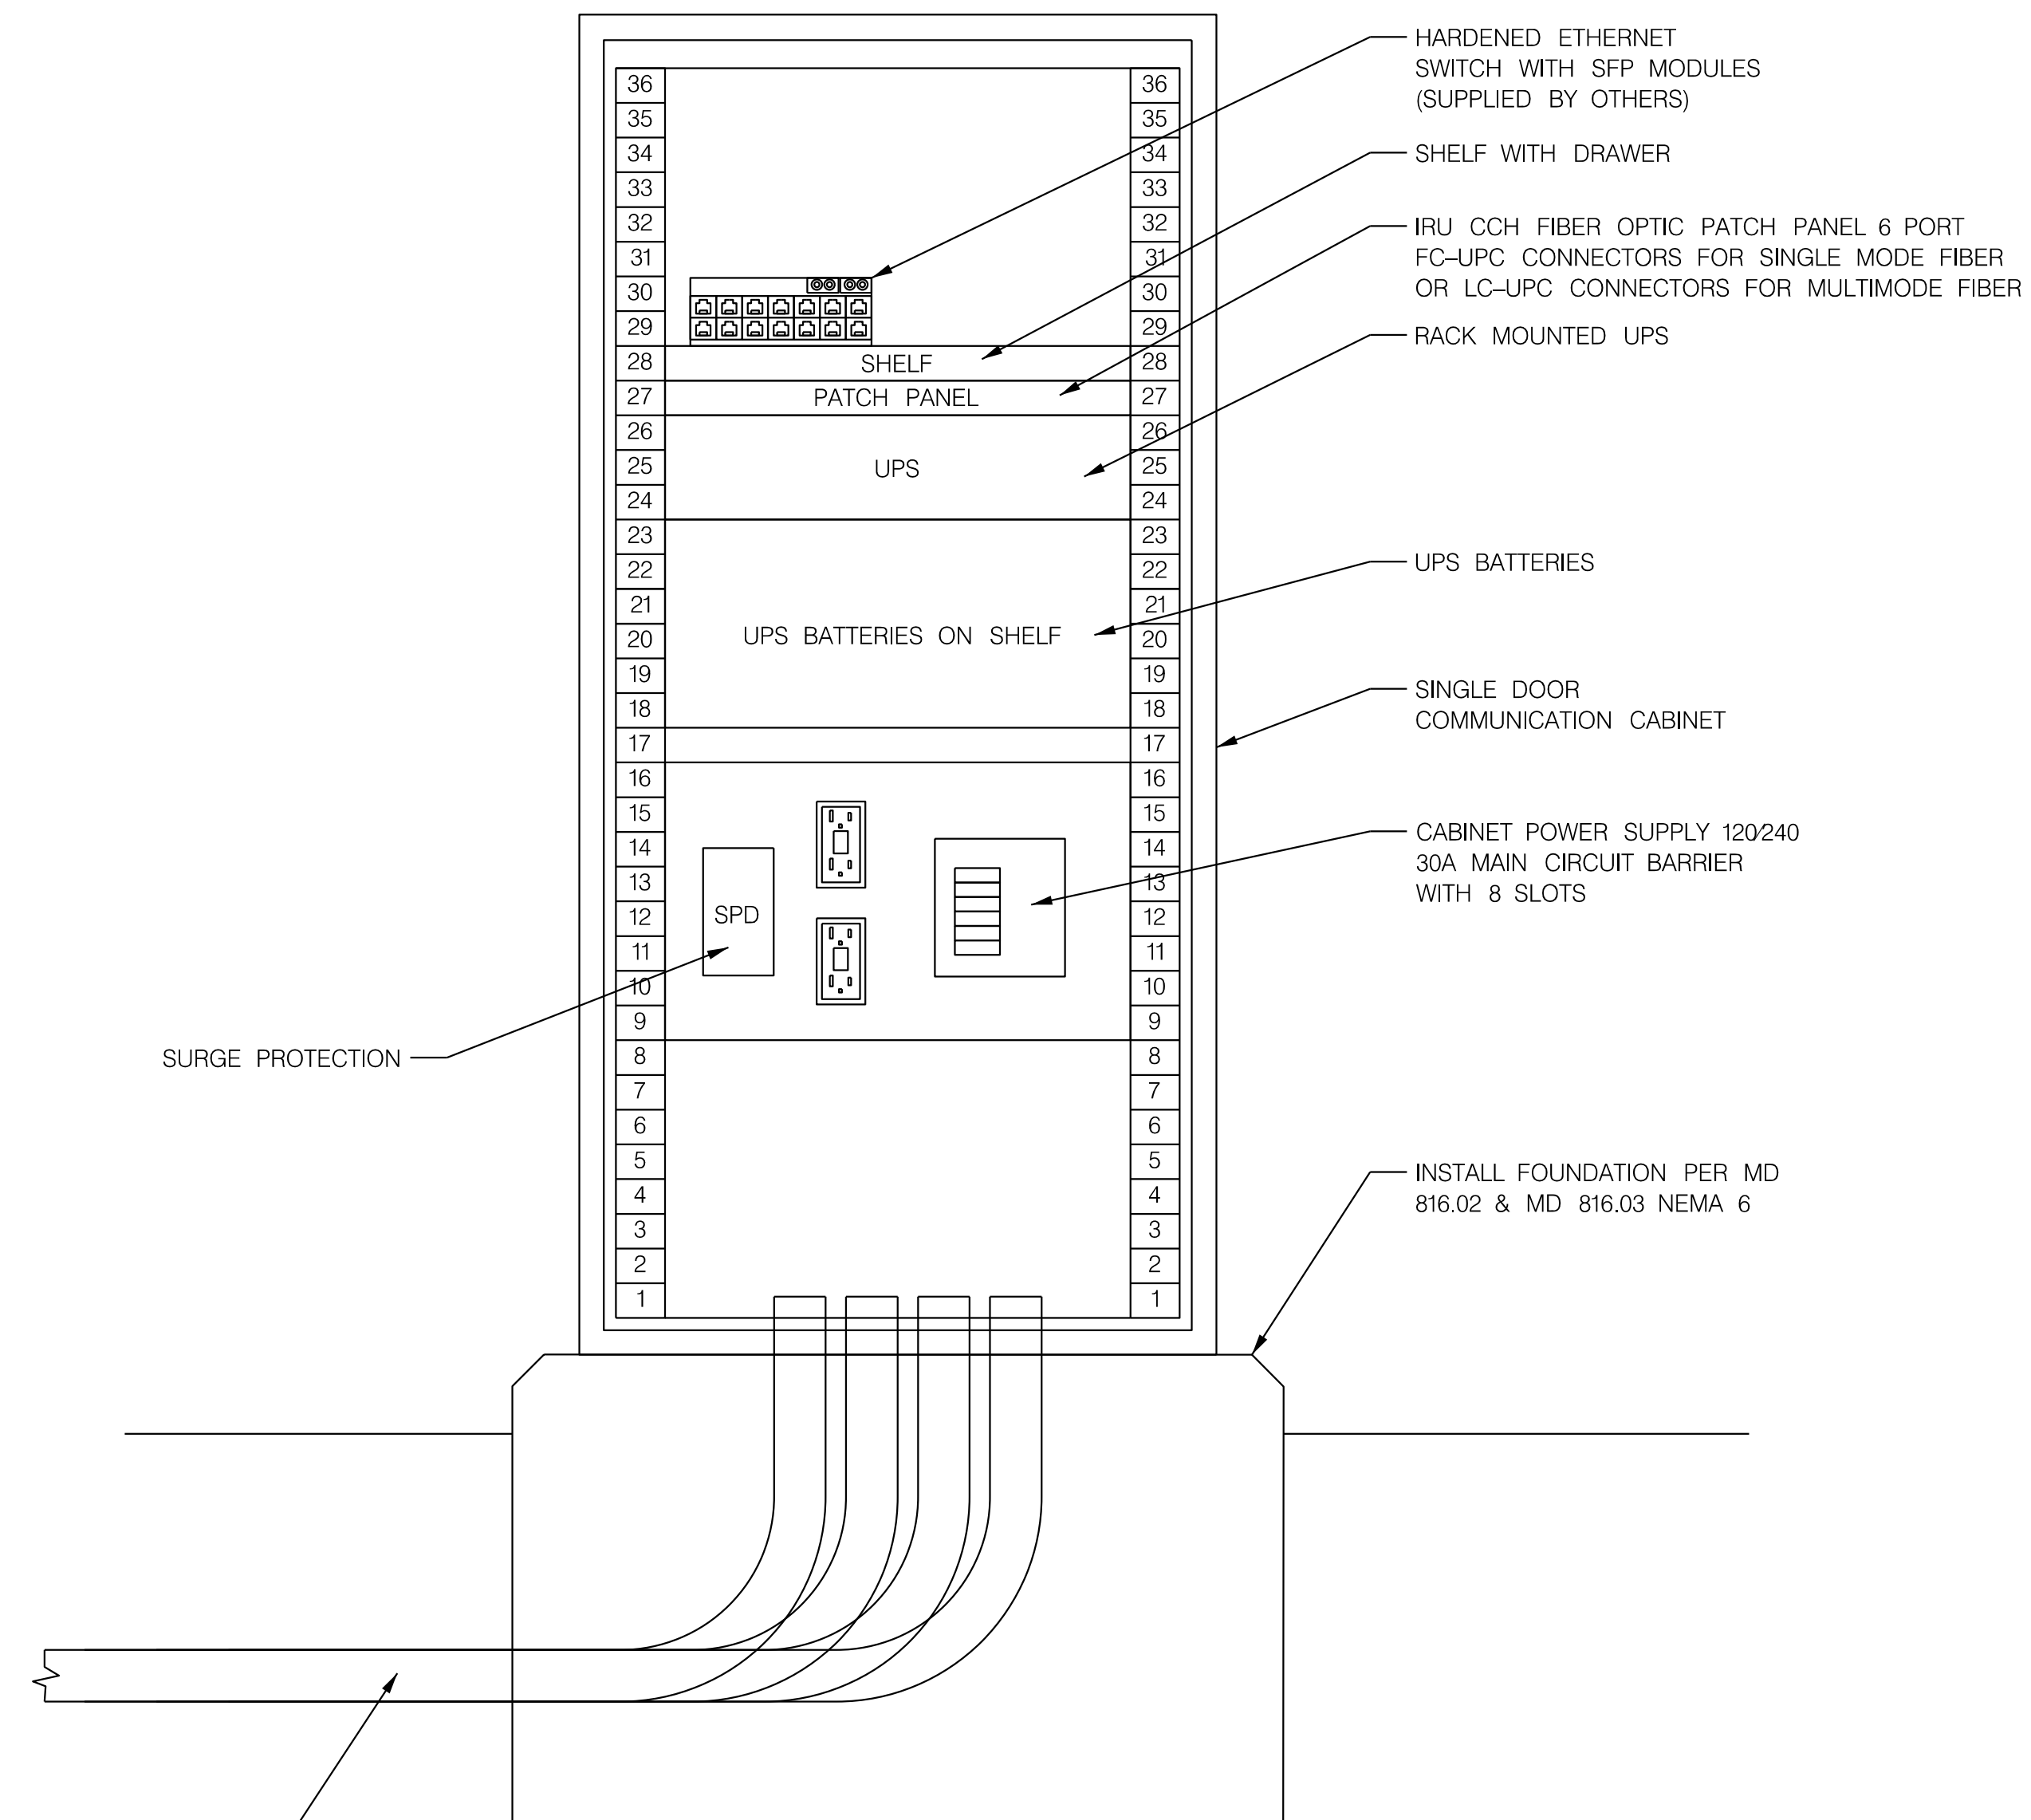 HARDENED ETHERNET
SWITCH WITH SFP MODULES
(SUPPLIED BY OTHERS)
SHELF WITH DRAWER
IRU CCH FIBER OPTIC PATCH PANEL 6 PORT
FC-UPC CONNECTORS FOR SINGLE MODE FIBER
OR LC-UPC CONNECTORS FOR MULTIMODE FIBER
RACK MOUNTED UPS
UPS BATTERIES
SINGLE DOOR
COMMUNICATION CABINET
CABINET POWER SUPPLY 120/240
30A MAIN CIRCUIT BARRIER
WITH 8 SLOTS
INSTALL FOUNDATION PER MD
816.02 & MD 816.03 NEMA 6
36 36
35 35
34 34
33 33
32 32
31 31
30 30
29 29
28 SHELF 28
27 PATCH PANEL 27
26 26
25 UPS 25
24 24
23 23
22 22
21 21
20 UPS BATTERIES ON SHELF 20
19 19
18 18
17 17
16 16
15 15
14 14
13 13
12 SPD 12
11 11
10 10
9 9
8 8
7 7
6 6
5 5
4 4
3 3
2 2
1 1
SURGE PROTECTION